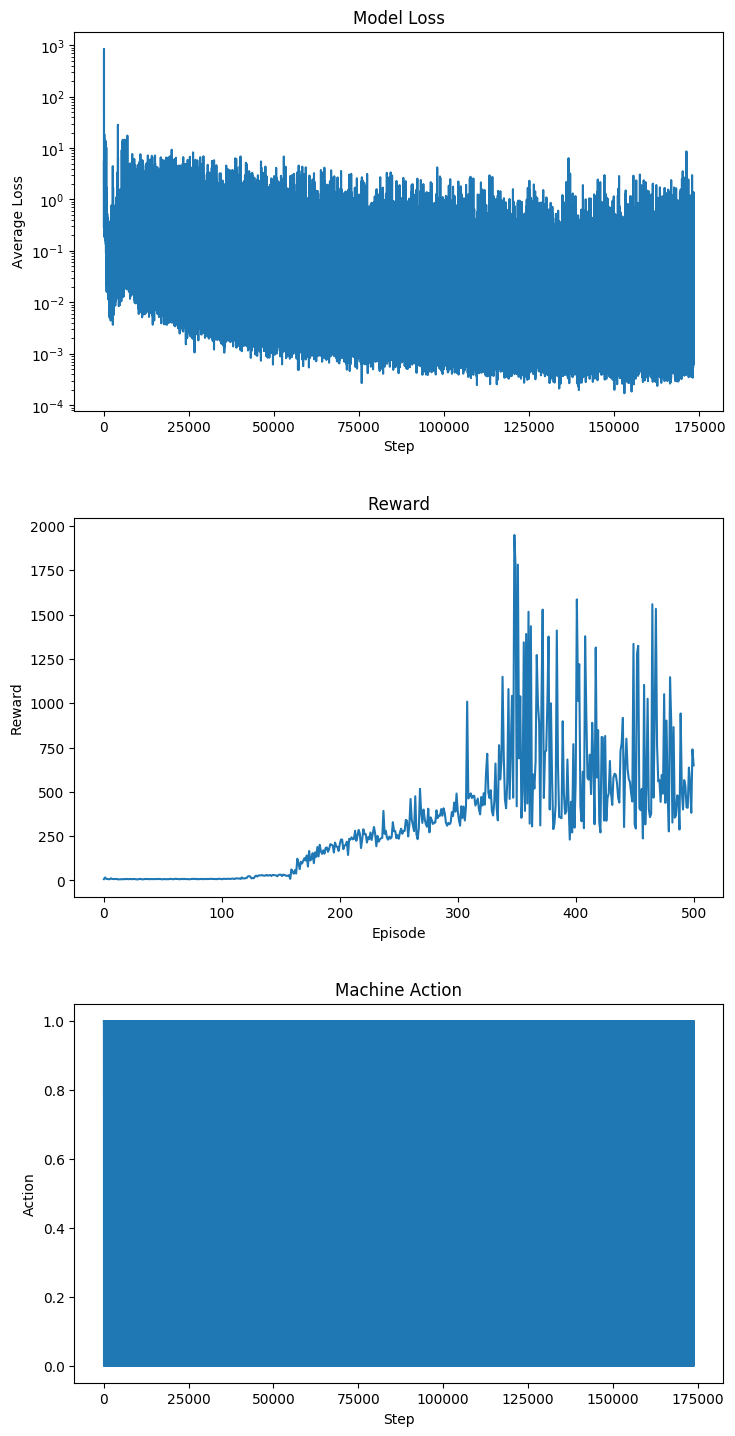 Model Loss
10³
10²
10¹
10⁰
10⁻¹
10⁻²
10⁻³
10⁻⁴
Average Loss
0 25000 50000 75000 100000 125000 150000 175000
Step
Reward
2000
1750
1500
1250
1000
750
500
250
0
Reward
0 100 200 300 400 500
Episode
Machine Action
1.0
0.8
0.6
0.4
0.2
0.0
Action
0 25000 50000 75000 100000 125000 150000 175000
Step